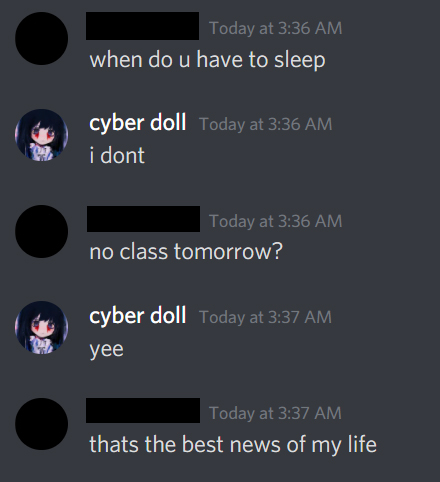 Today at 3:36 AM
when do u have to sleep
cyber doll Today at 3:36 AM
i dont
Today at 3:36 AM
no class tomorrow?
cyber doll Today at 3:37 AM
yee
Today at 3:37 AM
thats the best news of my life